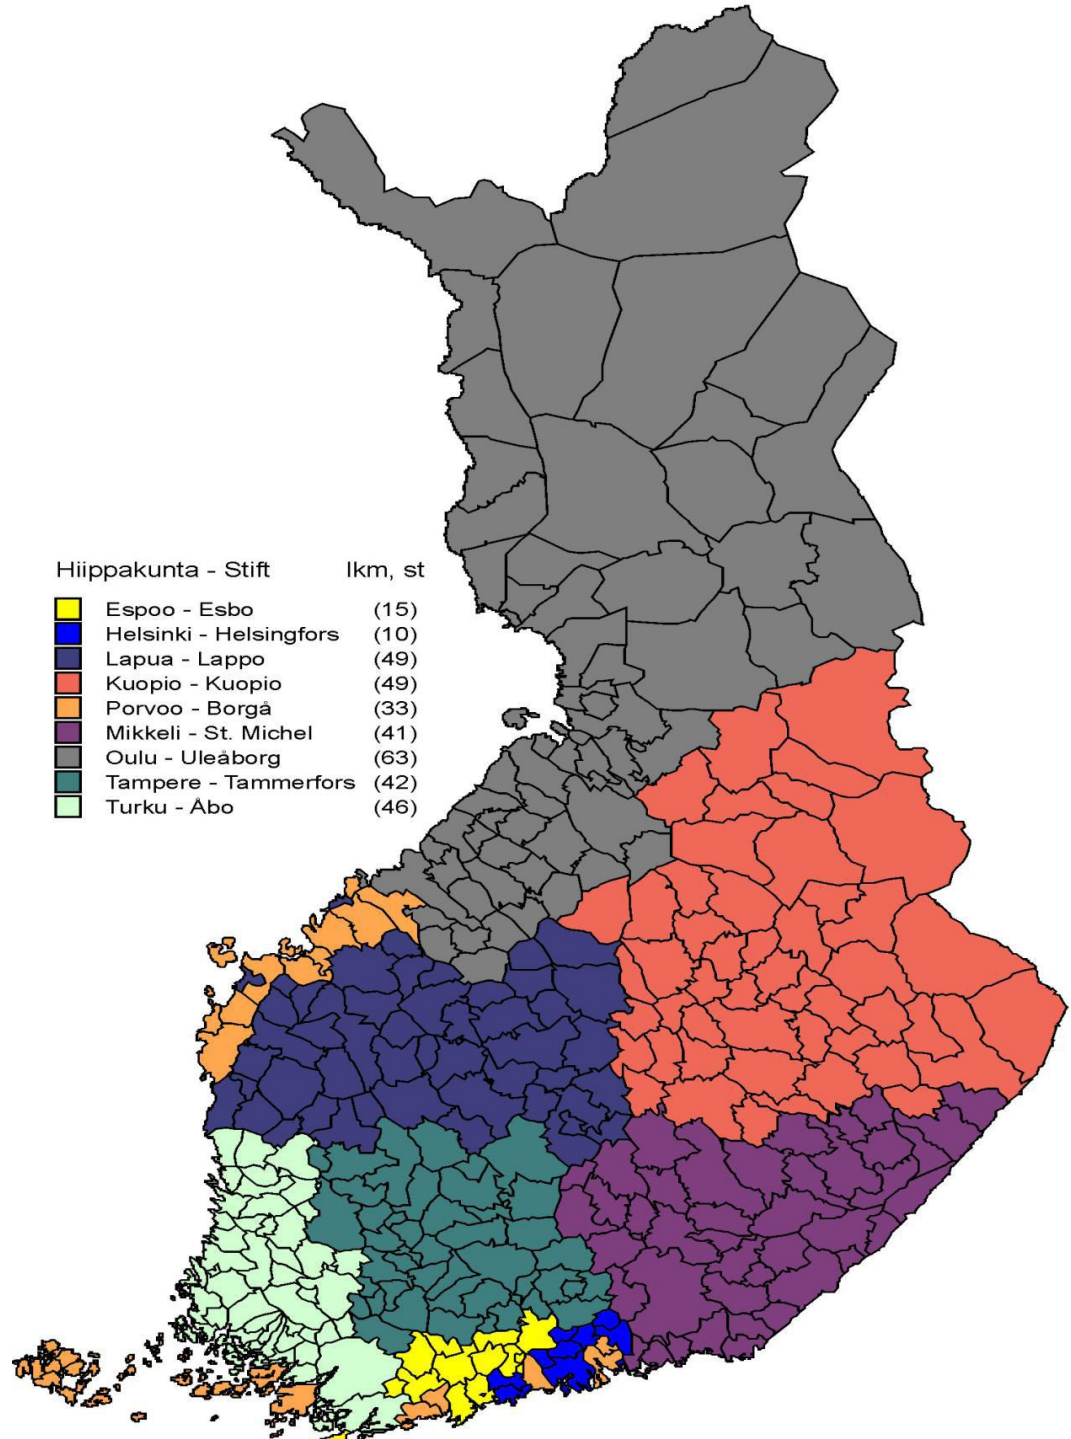 Hiippakunta - Stift lkm, st
Espoo - Esbo (15)
Helsinki - Helsingfors (10)
Lapua - Lappo (49)
Kuopio - Kuopio (49)
Porvoo - Borgå (33)
Mikkeli - St. Michel (41)
Oulu - Uleåborg (63)
Tampere - Tammerfors (42)
Turku - Åbo (46)